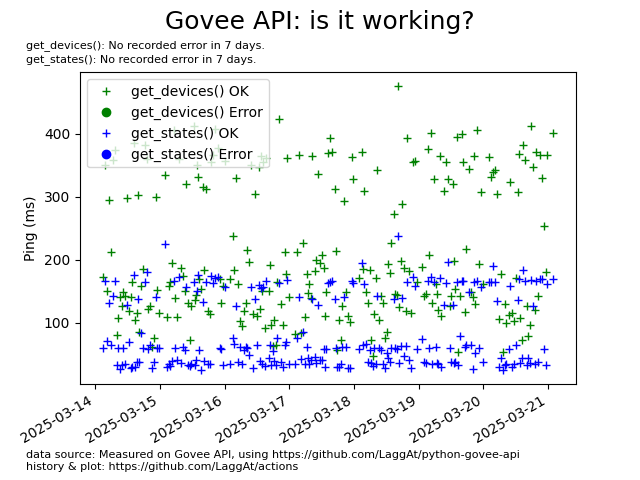 Govee API: is it working?
get_devices(): No recorded error in 7 days.
get_states(): No recorded error in 7 days.
get_devices() OK
get_devices() Error
get_states() OK
get_states() Error
Ping (ms)
400
300
200
100
2025-03-14
2025-03-15
2025-03-16
2025-03-17
2025-03-18
2025-03-19
2025-03-20
2025-03-21
data source: Measured on Govee API, using https://github.com/LaggAt/python-govee-api
history & plot: https://github.com/LaggAt/actions